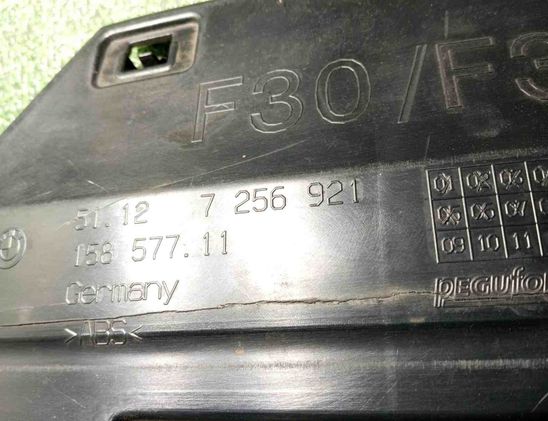 F30/F3
51.12 7 256 921
158 577.11
Germany
>ABS<
01 02 03 04
05 06 07
09 10 11
PEGUfo